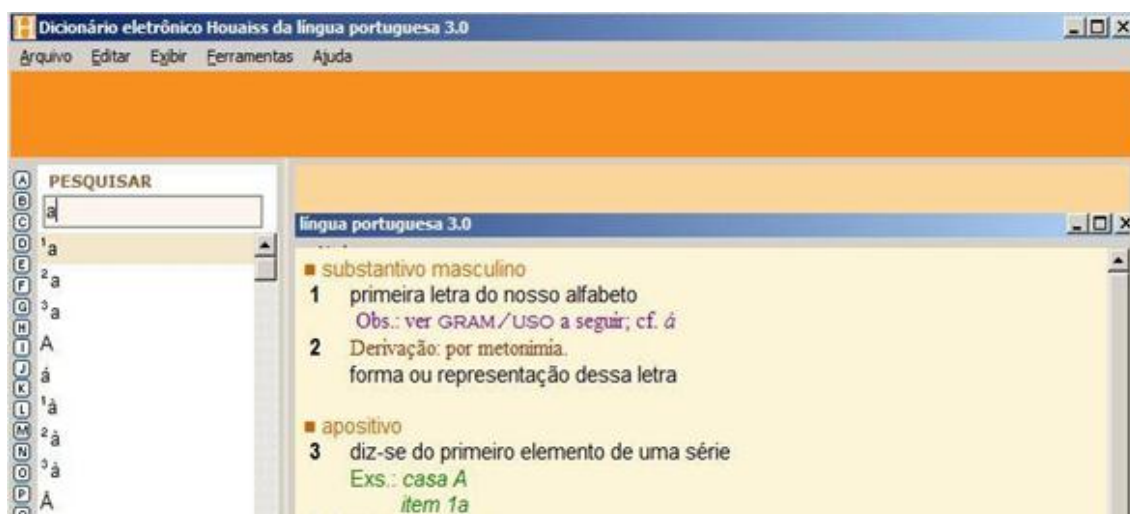 Dicionário eletrônico Houaiss da língua portuguesa 3.0
Arquivo Editar Exibir Ferramentas Ajuda
A
B
C
D
E
F
G
H
I
J
K
L
M
N
O
P
PESQUISAR
a
¹a
²a
³a
A
á
¹à
²à
³à
Å
língua portuguesa 3.0
substantivo masculino
1 primeira letra do nosso alfabeto
Obs.: ver GRAM/USO a seguir; cf. á
2 Derivação: por metonimia.
forma ou representação dessa letra
apositivo
3 diz-se do primeiro elemento de uma série
Exs.: casa A
item 1a